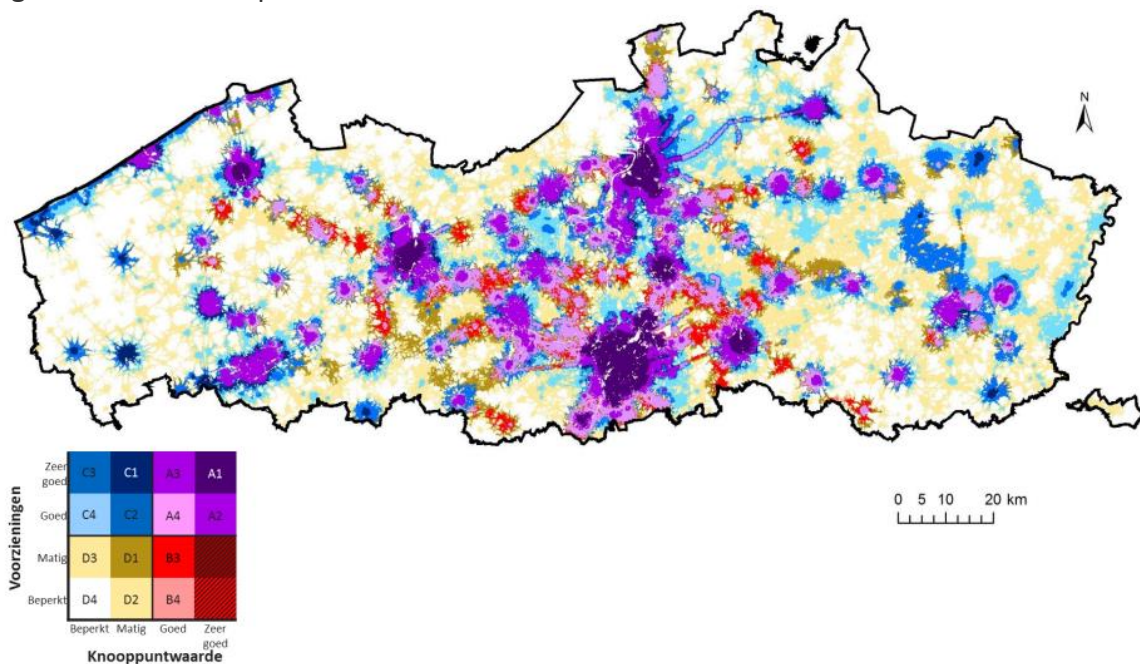 N
0 5 10 20 km
Voorzieningen
Zeer goed
C3 C1 A3 A1
Goed
C4 C2 A4 A2
Matig
D3 D1 B3
Beperkt
D4 D2 B4
Beperkt Matig Goed Zeer goed
Knooppuntwaarde